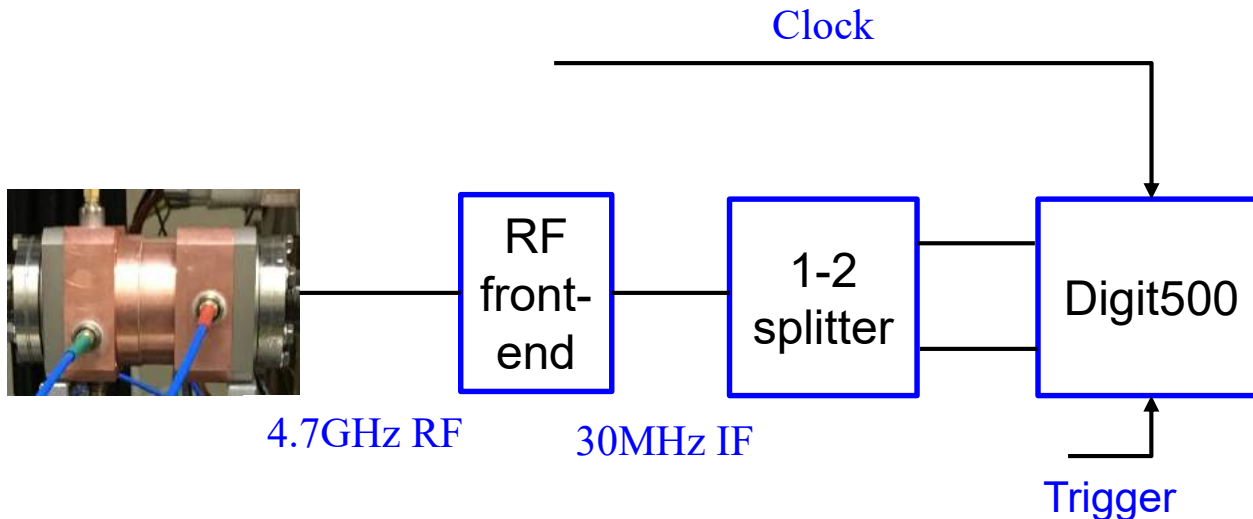 Clock
RF
front-
end
1-2
splitter
Digit500
4.7GHz RF
30MHz IF
Trigger